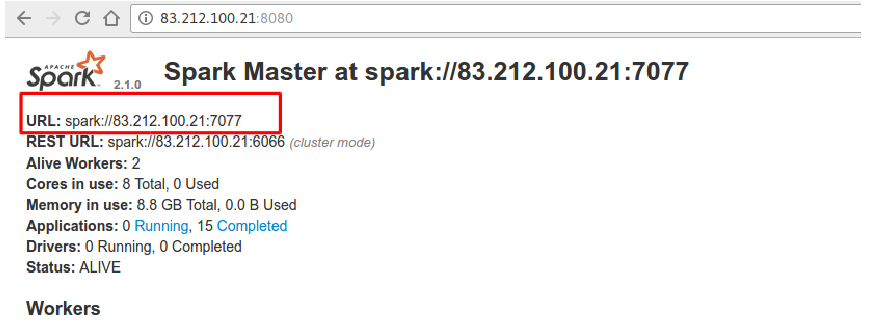 83.212.100.21:8080
APACHE
Spark 2.1.0 Spark Master at spark://83.212.100.21:7077
URL: spark://83.212.100.21:7077
REST URL: spark://83.212.100.21:6066 (cluster mode)
Alive Workers: 2
Cores in use: 8 Total, 0 Used
Memory in use: 8.8 GB Total, 0.0 B Used
Applications: 0 Running, 15 Completed
Drivers: 0 Running, 0 Completed
Status: ALIVE
Workers